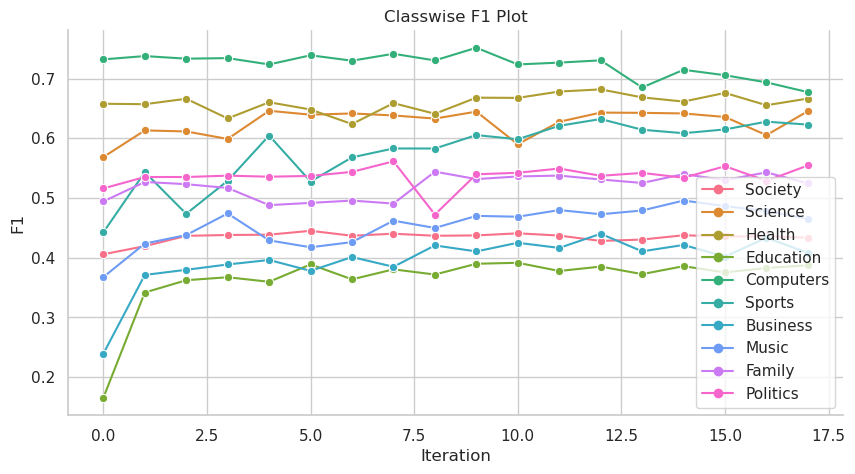 Classwise F1 Plot
F1
0.7
0.6
0.5
0.4
0.3
0.2
0.0
2.5
5.0
7.5
10.0
12.5
15.0
17.5
Iteration
Society
Science
Health
Education
Computers
Sports
Business
Music
Family
Politics